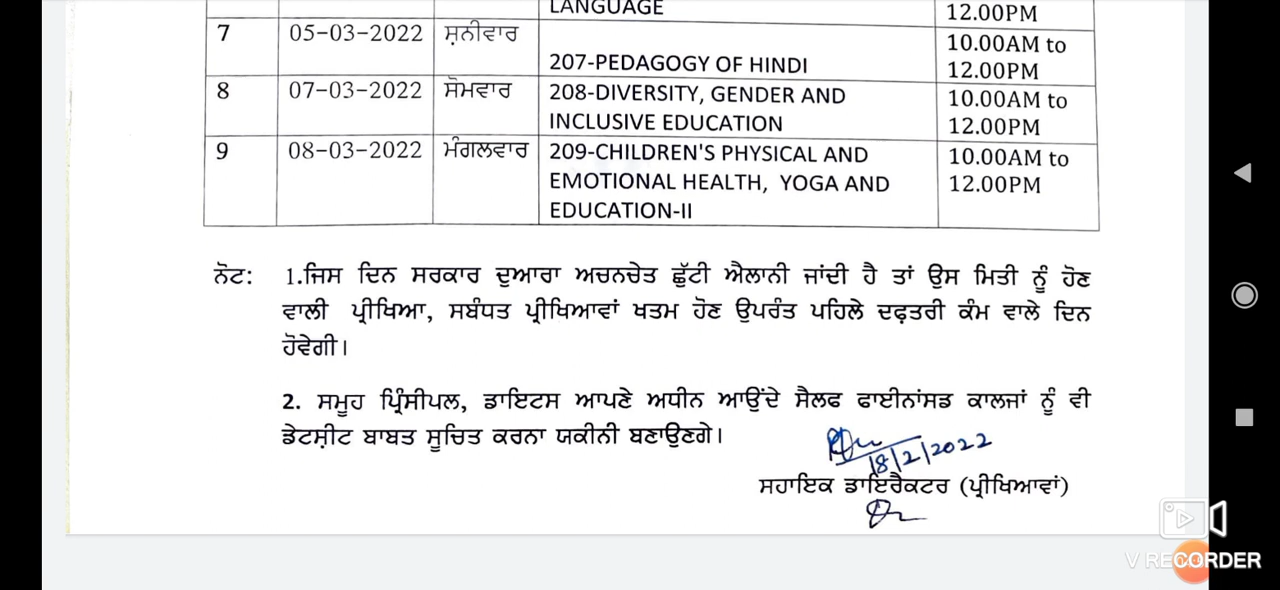 LANGUAGE
12.00PM
7 05-03-2022 ਸ਼ਨੀਵਾਰ 207-PEDAGOGY OF HINDI 10.00AM to
12.00PM
8 07-03-2022 ਸੋਮਵਾਰ 208-DIVERSITY, GENDER AND 10.00AM to
INCLUSIVE EDUCATION 12.00PM
9 08-03-2022 ਮੰਗਲਵਾਰ 209-CHILDREN'S PHYSICAL AND 10.00AM to
EMOTIONAL HEALTH, YOGA AND 12.00PM
EDUCATION-II
ਨੋਟ: 1.ਜਿਸ ਦਿਨ ਸਰਕਾਰ ਦੁਆਰਾ ਅਚਨਚੇਤ ਛੁੱਟੀ ਐਲਾਨੀ ਜਾਂਦੀ ਹੈ ਤਾਂ ਉਸ ਮਿਤੀ ਨੂੰ ਹੋਣ
ਵਾਲੀ ਪ੍ਰੀਖਿਆ, ਸਬੰਧਤ ਪ੍ਰੀਖਿਆਵਾਂ ਖਤਮ ਹੋਣ ਉਪਰੰਤ ਪਹਿਲੇ ਦਫ਼ਤਰੀ ਕੰਮ ਵਾਲੇ ਦਿਨ
ਹੋਵੇਗੀ।
2. ਸਮੂਹ ਪ੍ਰਿੰਸੀਪਲ, ਡਾਇਟਸ ਆਪਣੇ ਅਧੀਨ ਆਉਂਦੇ ਸੈਲਫ ਫਾਈਨਾਂਸਡ ਕਾਲਜਾਂ ਨੂੰ ਵੀ
ਡੇਟਸ਼ੀਟ ਬਾਬਤ ਸੂਚਿਤ ਕਰਨਾ ਯਕੀਨੀ ਬਣਾਉਣਗੇ।
18/2/2022
ਸਹਾਇਕ ਡਾਇਰੈਕਟਰ (ਪ੍ਰੀਖਿਆਵਾਂ)
V RECORDER